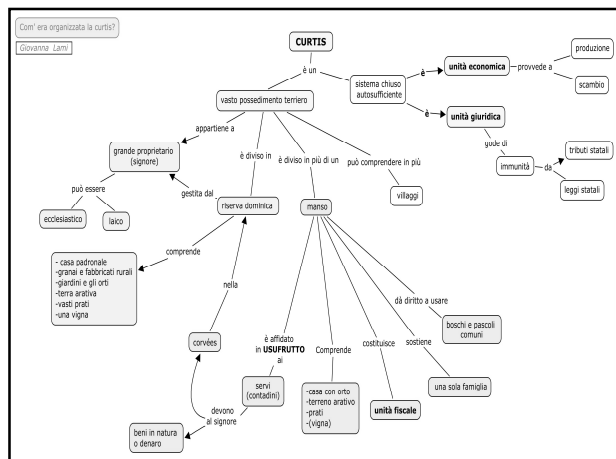 Com' era organizzata la curtis?
Giovanna Lami
CURTIS
è un
vasto possedimento terriero
sistema chiuso
autosufficiente
è
unità economica
provvede a
produzione
scambio
è
unità giuridica
gode di
immunità
da
tributi statali
leggi statali
appartiene a
grande proprietario
(signore)
può essere
ecclesiastico
laico
è diviso in
gestita dal
riserva dominica
è diviso in più di un
manso
può comprendere in più
villaggi
comprende
- casa padronale
-granai e fabbricati rurali
-giardini e gli orti
-terra arativa
-vasti prati
-una vigna
nella
corvées
è affidato
in USUFRUTTO
ai
servi
(contadini)
devono
al signore
beni in natura
o denaro
Comprende
-casa con orto
-terreno arativo
-prati
-(vigna)
costituisce
unità fiscale
sostiene
una sola famiglia
dà diritto a usare
boschi e pascoli
comuni